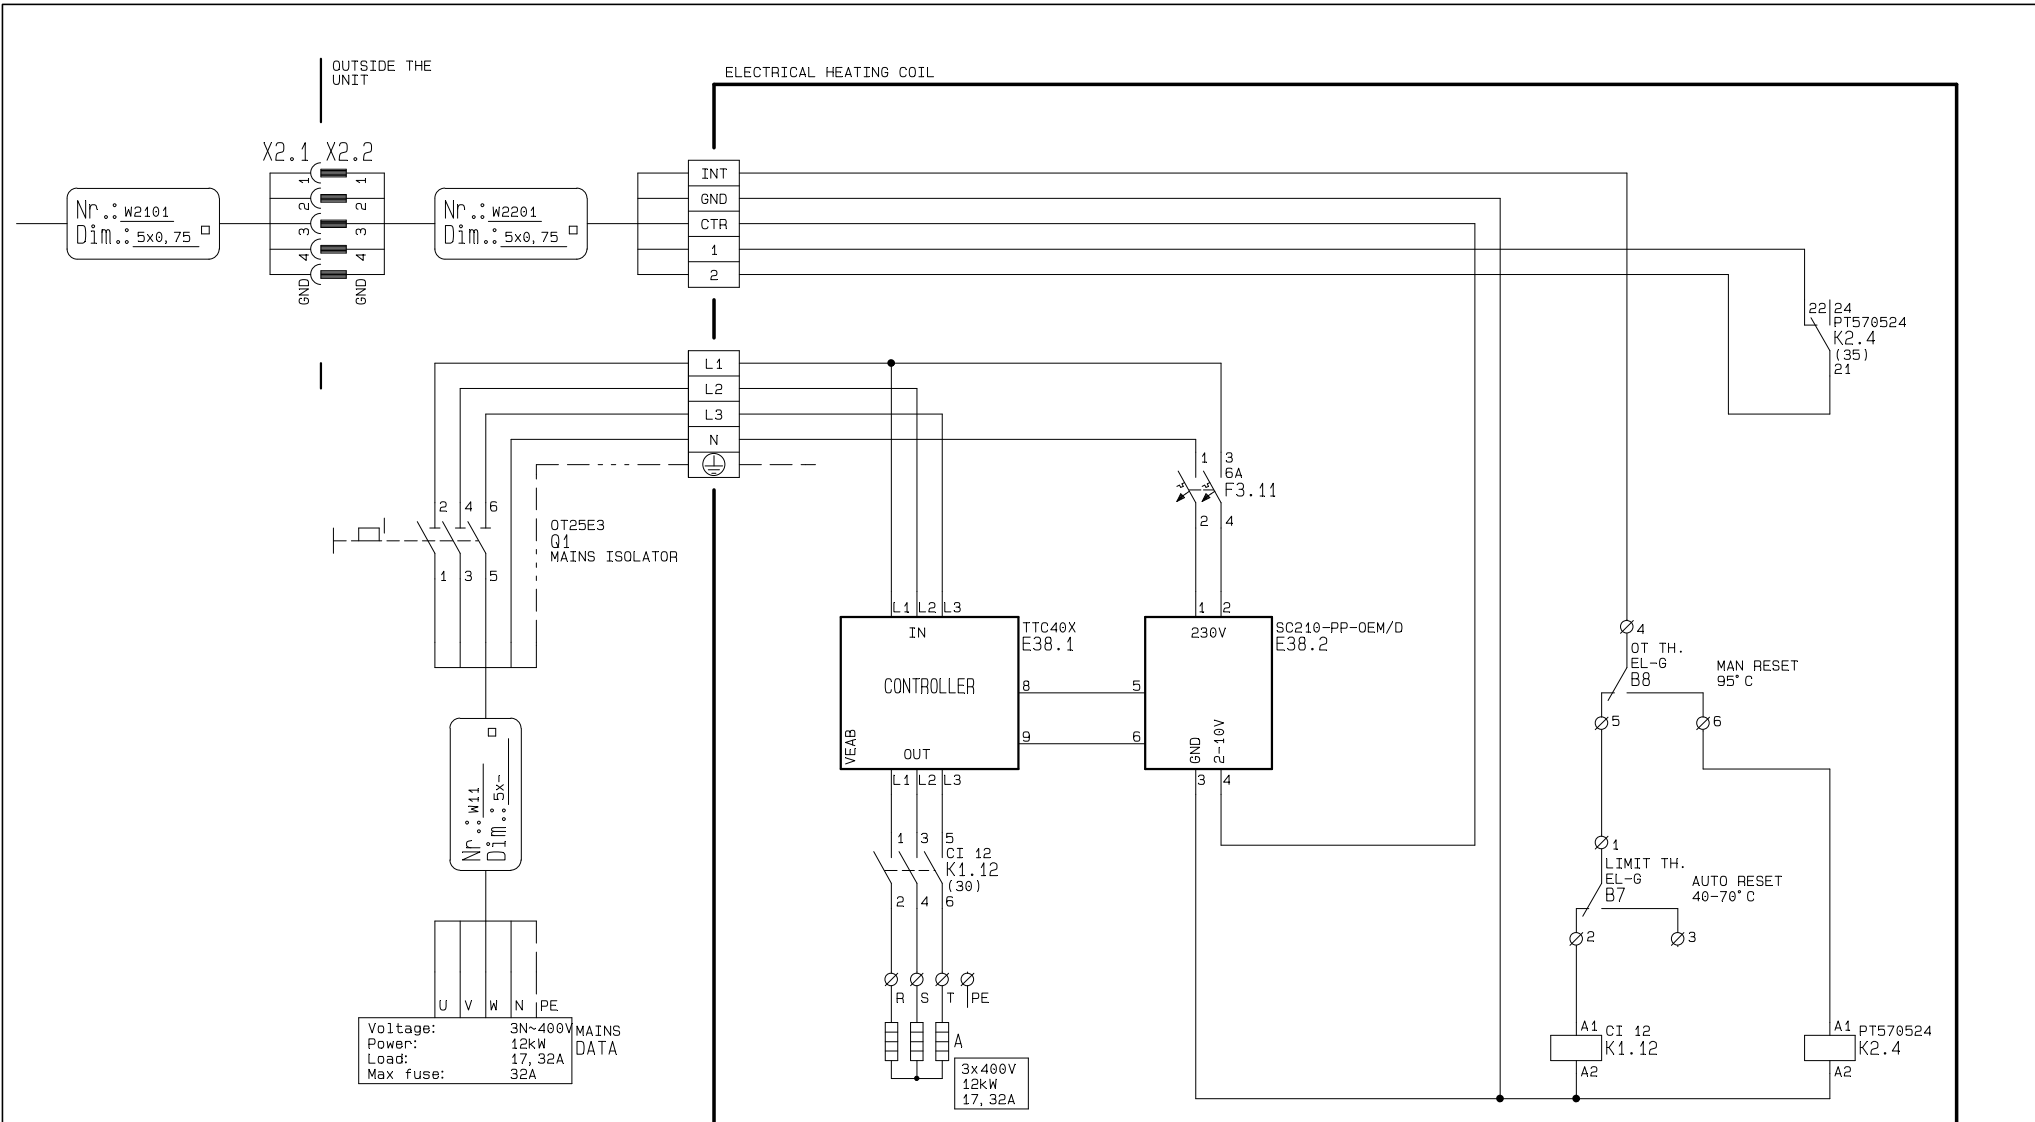 OUTSIDE THE
UNIT
ELECTRICAL HEATING COIL
X2.1 X2.2
1 1
2 2
3 3
4 4
GND GND
Nr.: W2101
Dim.: 5x0,75
Nr.: W2201
Dim.: 5x0,75
INT
GND
CTR
1
2
22 24
PT570524
K2.4
(35)
21
L1
L2
L3
N
1 3
6A
F3.11
2 4
2 4 6
OT25E3
Q1
MAINS ISOLATOR
1 3 5
L1 L2 L3
IN
TTC40X
E38.1
CONTROLLER
8
9
VEAB
OUT
L1 L2 L3
1 2
230V
SC210-PP-OEM/D
E38.2
5
6
GND
2-10V
3 4
4
OT TH.
EL-G
B8
MAN RESET
95°C
5 6
Nr.: W11
Dim.: 5x-
1 3 5
CI 12
K1.12
(30)
2 4 6
1
LIMIT TH.
EL-G
B7
AUTO RESET
40-70°C
2 3
R S T PE
A
3x400V
12kW
17,32A
U V W N PE
Voltage: 3N~400V
Power: 12kW
Load: 17,32A
Max fuse: 32A
MAINS
DATA
A1 CI 12
K1.12
A2
A1 PT570524
K2.4
A2